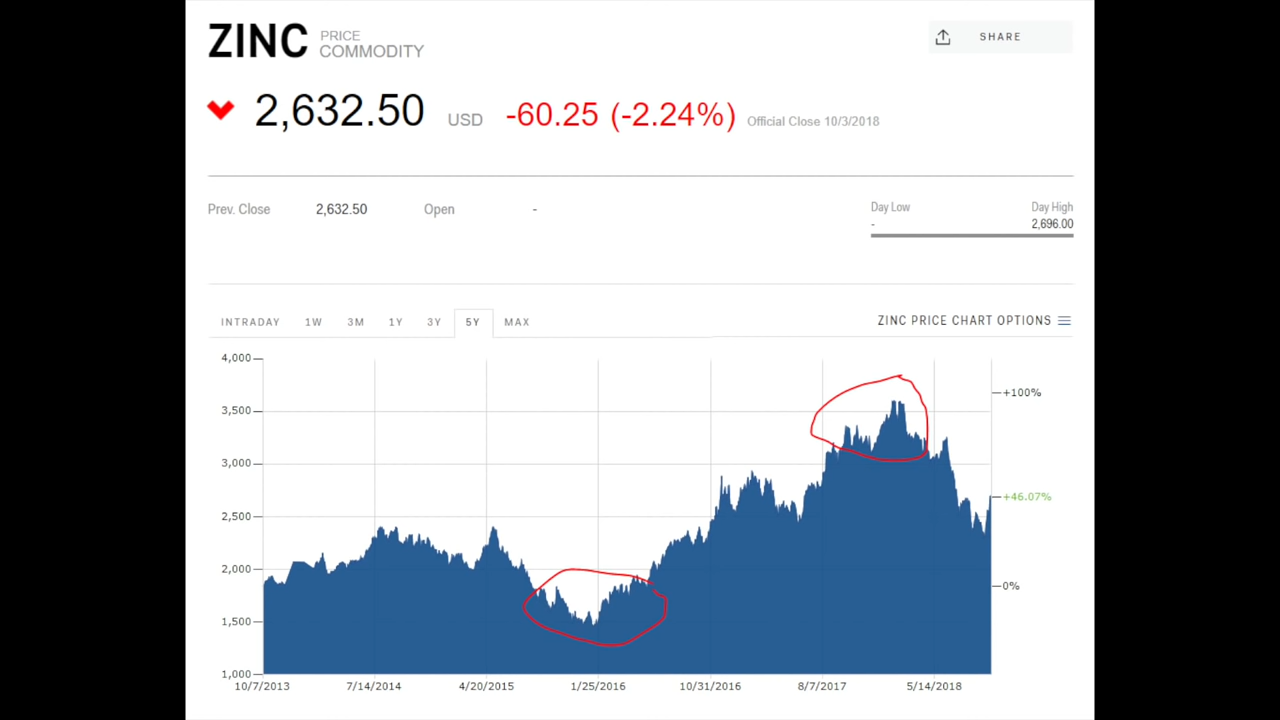 ZINC PRICE COMMODITY
SHARE
2,632.50 USD -60.25 (-2.24%) Official Close 10/3/2018
Prev. Close 2,632.50 Open -
Day Low Day High
- 2,696.00
INTRADAY 1W 3M 1Y 3Y 5Y MAX
ZINC PRICE CHART OPTIONS
4,000
+100%
3,500
3,000
+46.07%
2,500
2,000
0%
1,500
1,000
10/7/2013 7/14/2014 4/20/2015 1/25/2016 10/31/2016 8/7/2017 5/14/2018